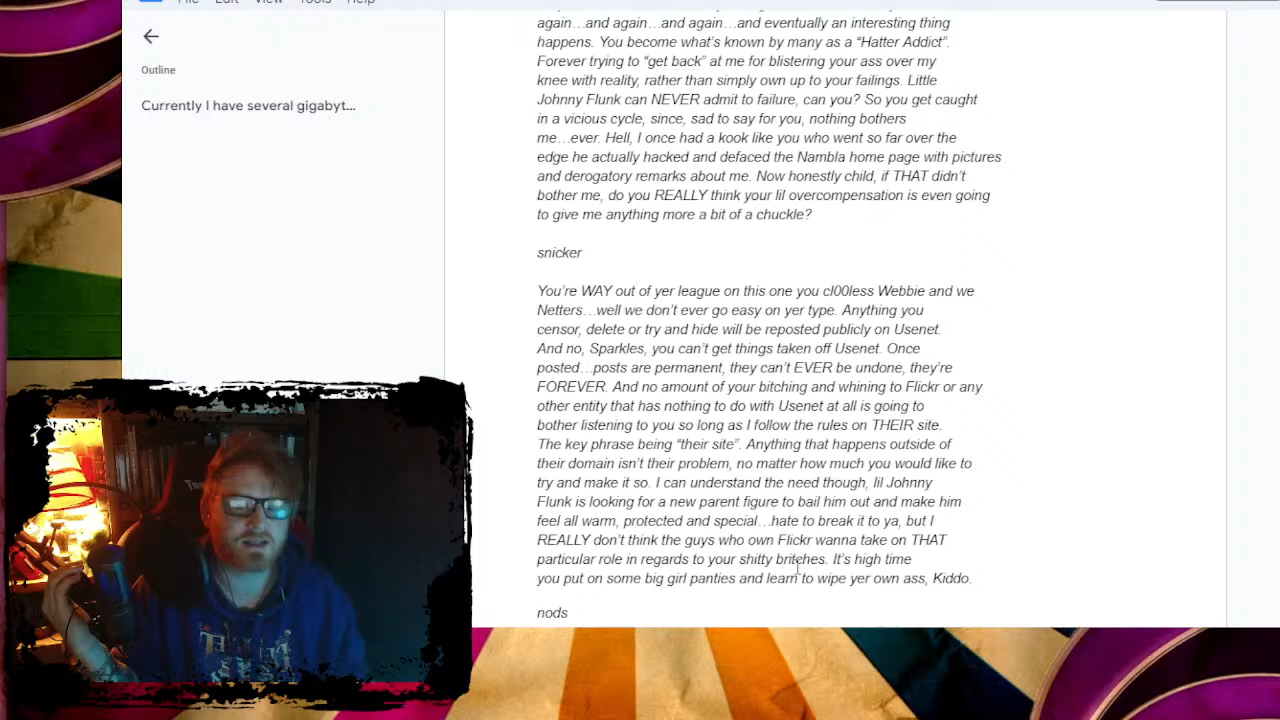 File Edit View Tools Help
again…and again…and again…and eventually an interesting thing
Outline
happens. You become what's known by many as a “Hatter Addict”.
Forever trying to “get back” at me for blistering your ass over my
knee with reality, rather than simply own up to your failings. Little
Currently I have several gigabyt...
Johnny Flunk can NEVER admit to failure, can you? So you get caught
in a vicious cycle, since, sad to say for you, nothing bothers
me…ever. Hell, I once had a kook like you who went so far over the
edge he actually hacked and defaced the Nambla home page with pictures
and derogatory remarks about me. Now honestly child, if THAT didn't
bother me, do you REALLY think your lil overcompensation is even going
to give me anything more a bit of a chuckle?
snicker
You're WAY out of yer league on this one you cl00less Webbie and we
Netters…well we don't ever go easy on yer type. Anything you
censor, delete or try and hide will be reposted publicly on Usenet.
And no, Sparkles, you can't get things taken off Usenet. Once
posted…posts are permanent, they can't EVER be undone, they're
FOREVER. And no amount of your bitching and whining to Flickr or any
other entity that has nothing to do with Usenet at all is going to
bother listening to you so long as I follow the rules on THEIR site.
The key phrase being “their site”. Anything that happens outside of
their domain isn't their problem, no matter how much you would like to
try and make it so. I can understand the need though, lil Johnny
Flunk is looking for a new parent figure to bail him out and make him
feel all warm, protected and special…hate to break it to ya, but I
REALLY don't think the guys who own Flickr wanna take on THAT
particular role in regards to your shitty britches. It's high time
you put on some big girl panties and learn to wipe yer own ass, Kiddo.
nods